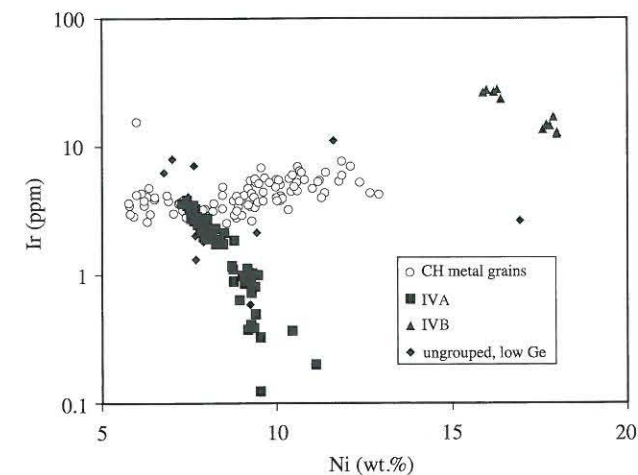 100
10
1
0.1
Ir (ppm)
CH metal grains
IVA
IVB
ungrouped, low Ge
5 10 15 20
Ni (wt.%)